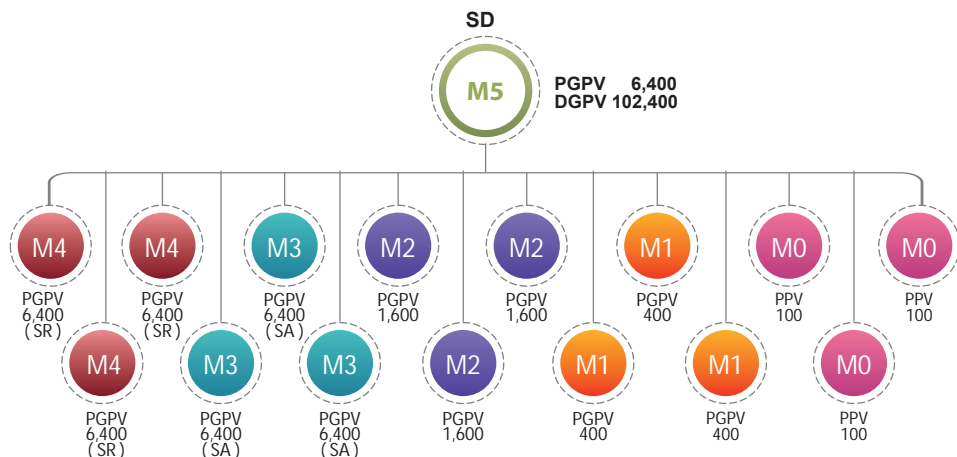 SD
M5
PGPV 6,400
DGPV 102,400
M4
M4
M3
M2
M2
M1
M0
M0
PGPV
6,400
( SR )
PGPV
6,400
( SR )
PGPV
6,400
( SA )
PGPV
1,600
PGPV
1,600
PGPV
400
PPV
100
PPV
100
M4
M3
M3
M2
M1
M1
M0
PGPV
6,400
( SR )
PGPV
6,400
( SA )
PGPV
6,400
( SA )
PGPV
1,600
PGPV
400
PGPV
400
PPV
100